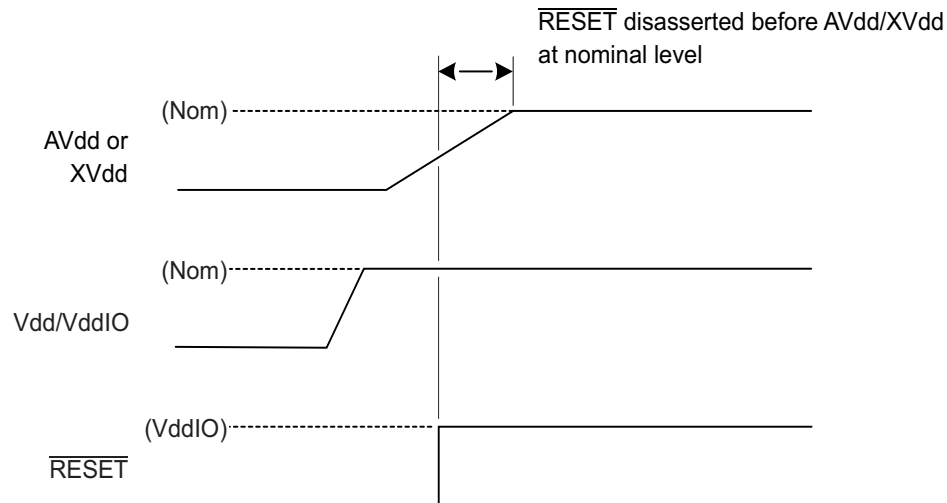 RESET disasserted before AVdd/XVdd
at nominal level
(Nom)
AVdd or
XVdd
(Nom)
Vdd/VddIO
(VddIO)
RESET